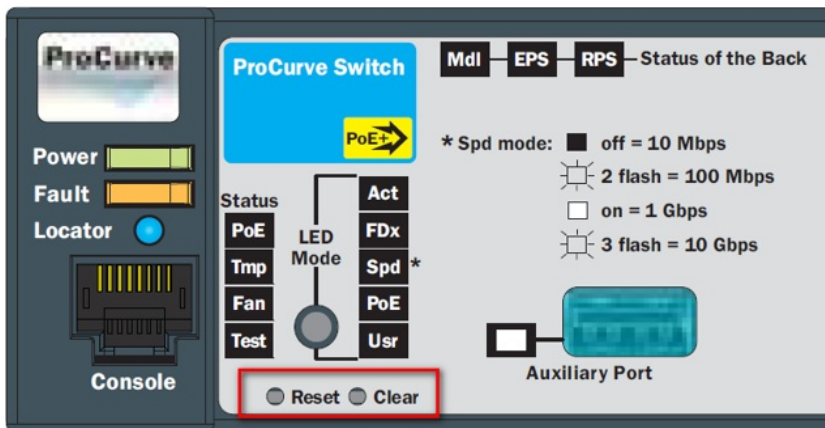 ProCurve
Power
Fault
Locator
Console
ProCurve Switch
PoE+
Status
PoE
Tmp
Fan
Test
LED
Mode
Act
FDx
Spd *
PoE
Usr
Reset Clear
Mdl EPS RPS Status of the Back
* Spd mode: off = 10 Mbps
2 flash = 100 Mbps
on = 1 Gbps
3 flash = 10 Gbps
Auxiliary Port